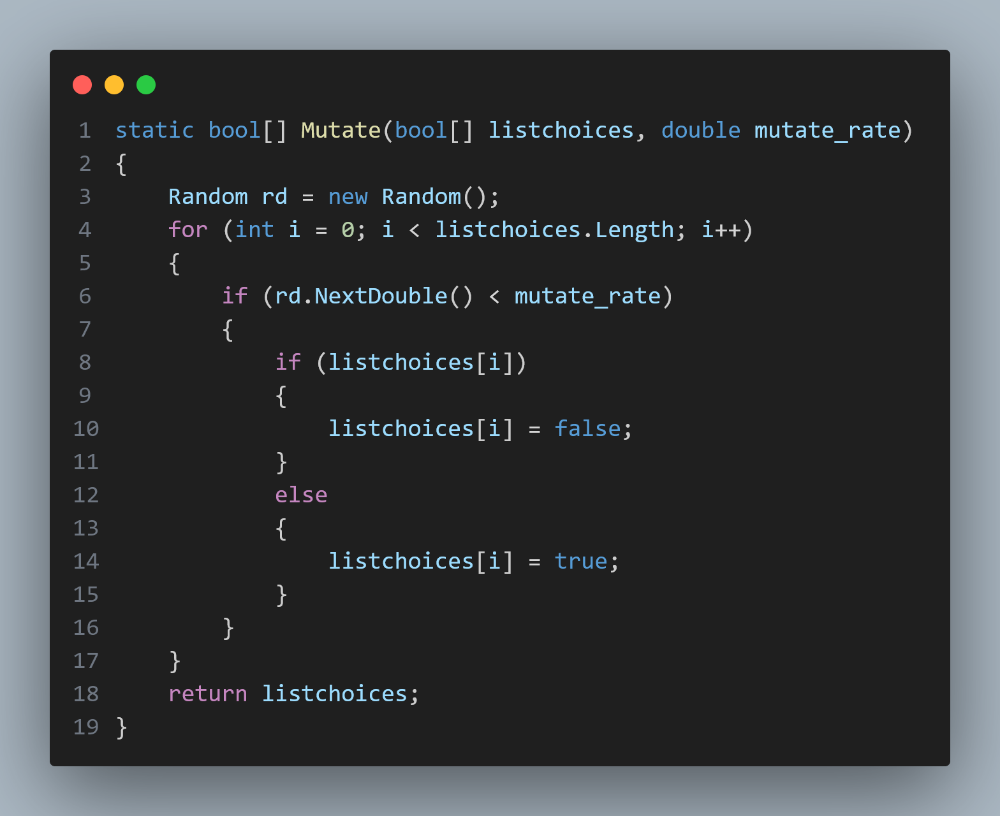 1 static bool[] Mutate(bool[] listchoices, double mutate_rate)
2 {
3     Random rd = new Random();
4     for (int i = 0; i < listchoices.Length; i++)
5     {
6         if (rd.NextDouble() < mutate_rate)
7         {
8             if (listchoices[i])
9             {
10                 listchoices[i] = false;
11             }
12             else
13             {
14                 listchoices[i] = true;
15             }
16         }
17     }
18     return listchoices;
19 }